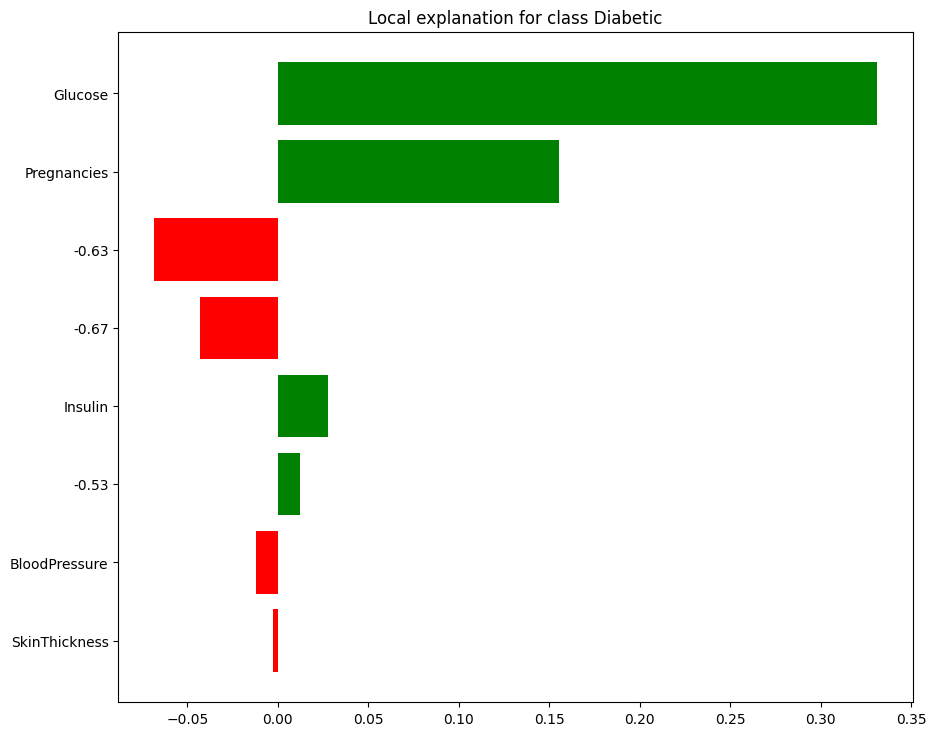 Local explanation for class Diabetic
Glucose
Pregnancies
-0.63
-0.67
Insulin
-0.53
BloodPressure
SkinThickness
−0.05 0.00 0.05 0.10 0.15 0.20 0.25 0.30 0.35